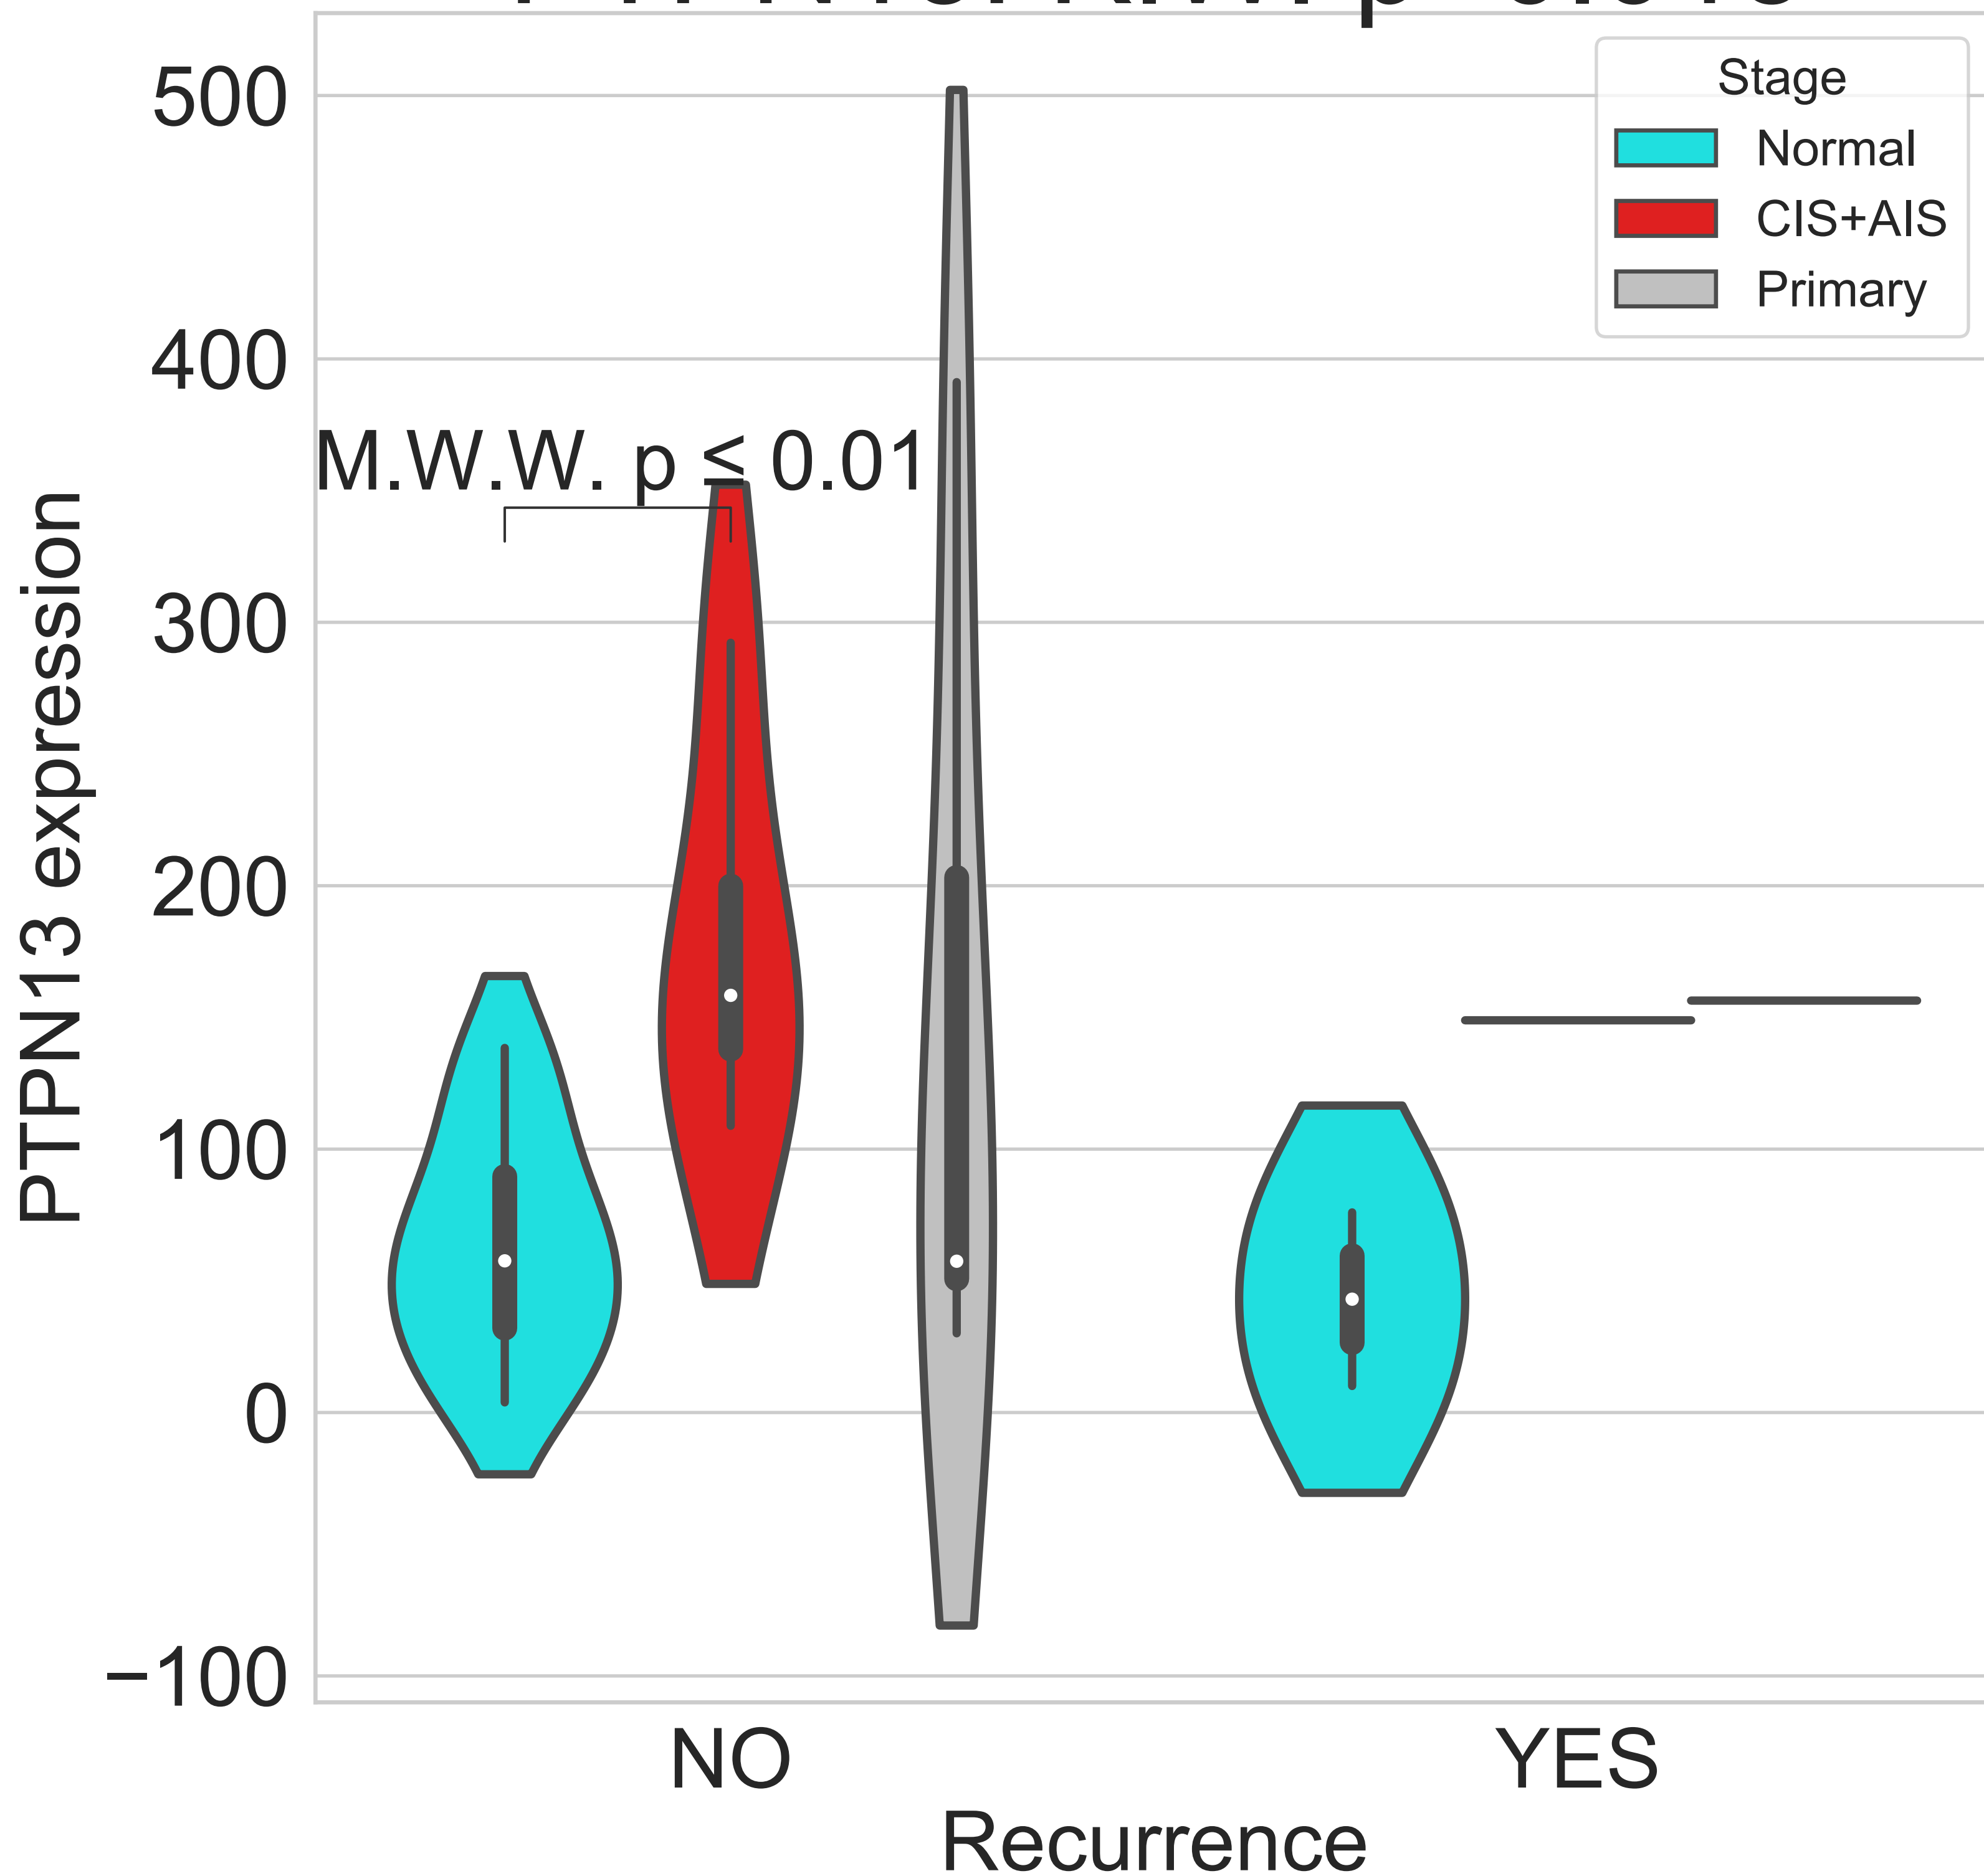 500
400
300
200
100
0
−100
PTPN13 expression
M.W.W. p ≤ 0.01
Stage
Normal
CIS+AIS
Primary
NO
YES
Recurrence